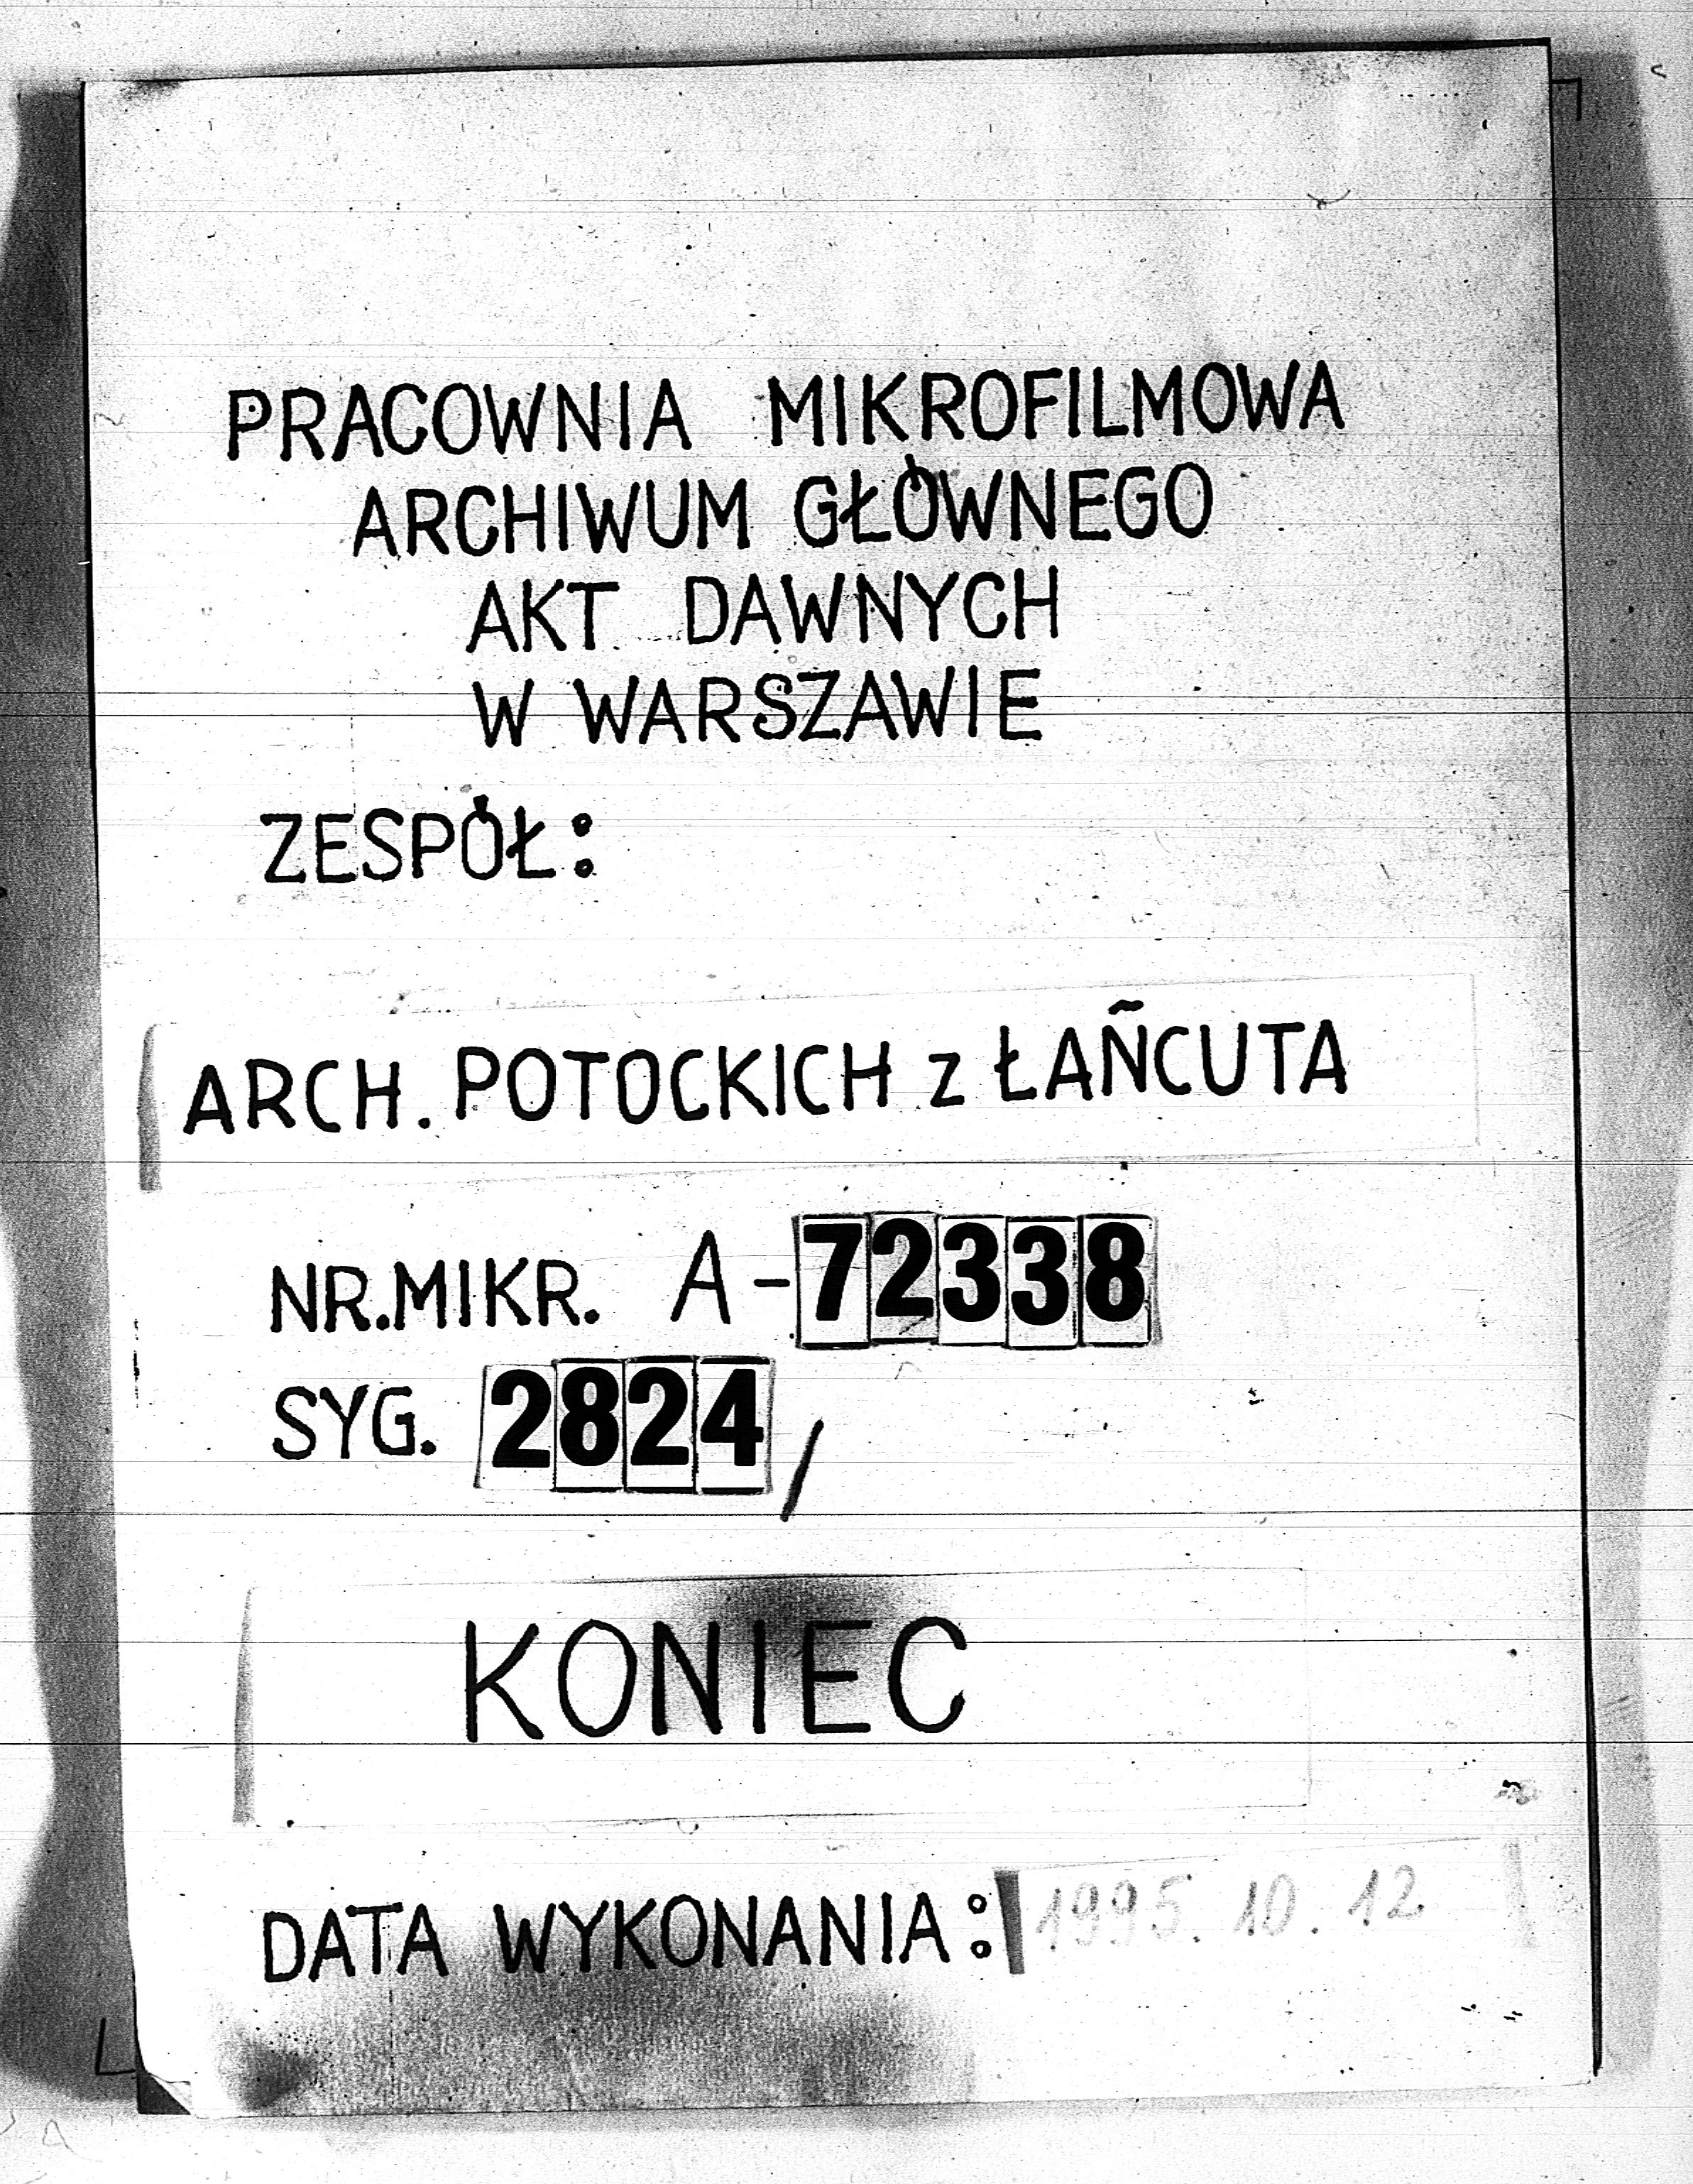 PRACOWNIA MIKROFILMOWA
ARCHIWUM GŁÓWNEGO
AKT DAWNYCH
W WARSZAWIE
ZESPÓŁ:
ARCH. POTOCKICH z ŁAŃCUTA
NR.MIKR. A-72338
SYG. 2824/
KONIEC
DATA WYKONANIA: 1995.10.12